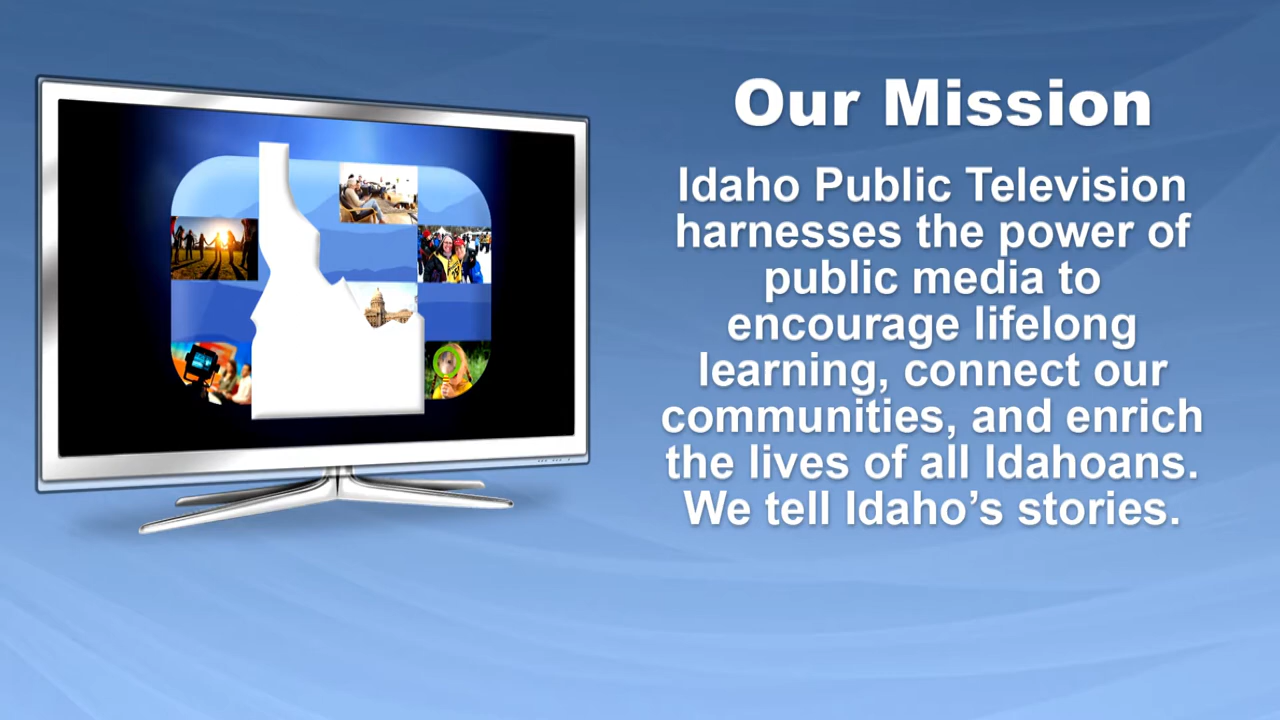 Our Mission
Idaho Public Television
harnesses the power of
public media to
encourage lifelong
learning, connect our
communities, and enrich
the lives of all Idahoans.
We tell Idaho’s stories.